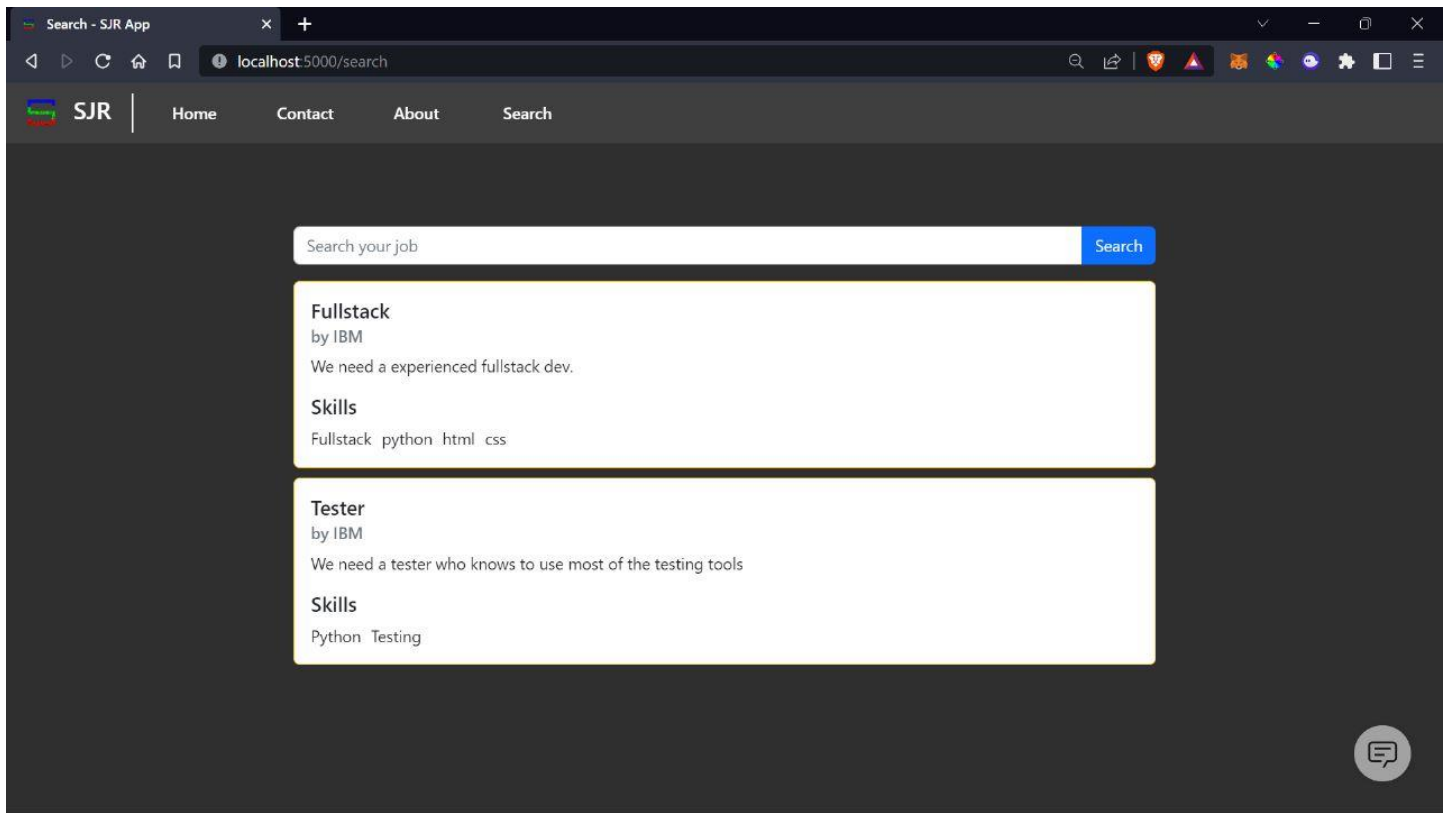 Search - SJR App
localhost:5000/search
SJR Home Contact About Search
Search your job Search
Fullstack
by IBM
We need a experienced fullstack dev.
Skills
Fullstack python html css
Tester
by IBM
We need a tester who knows to use most of the testing tools
Skills
Python Testing